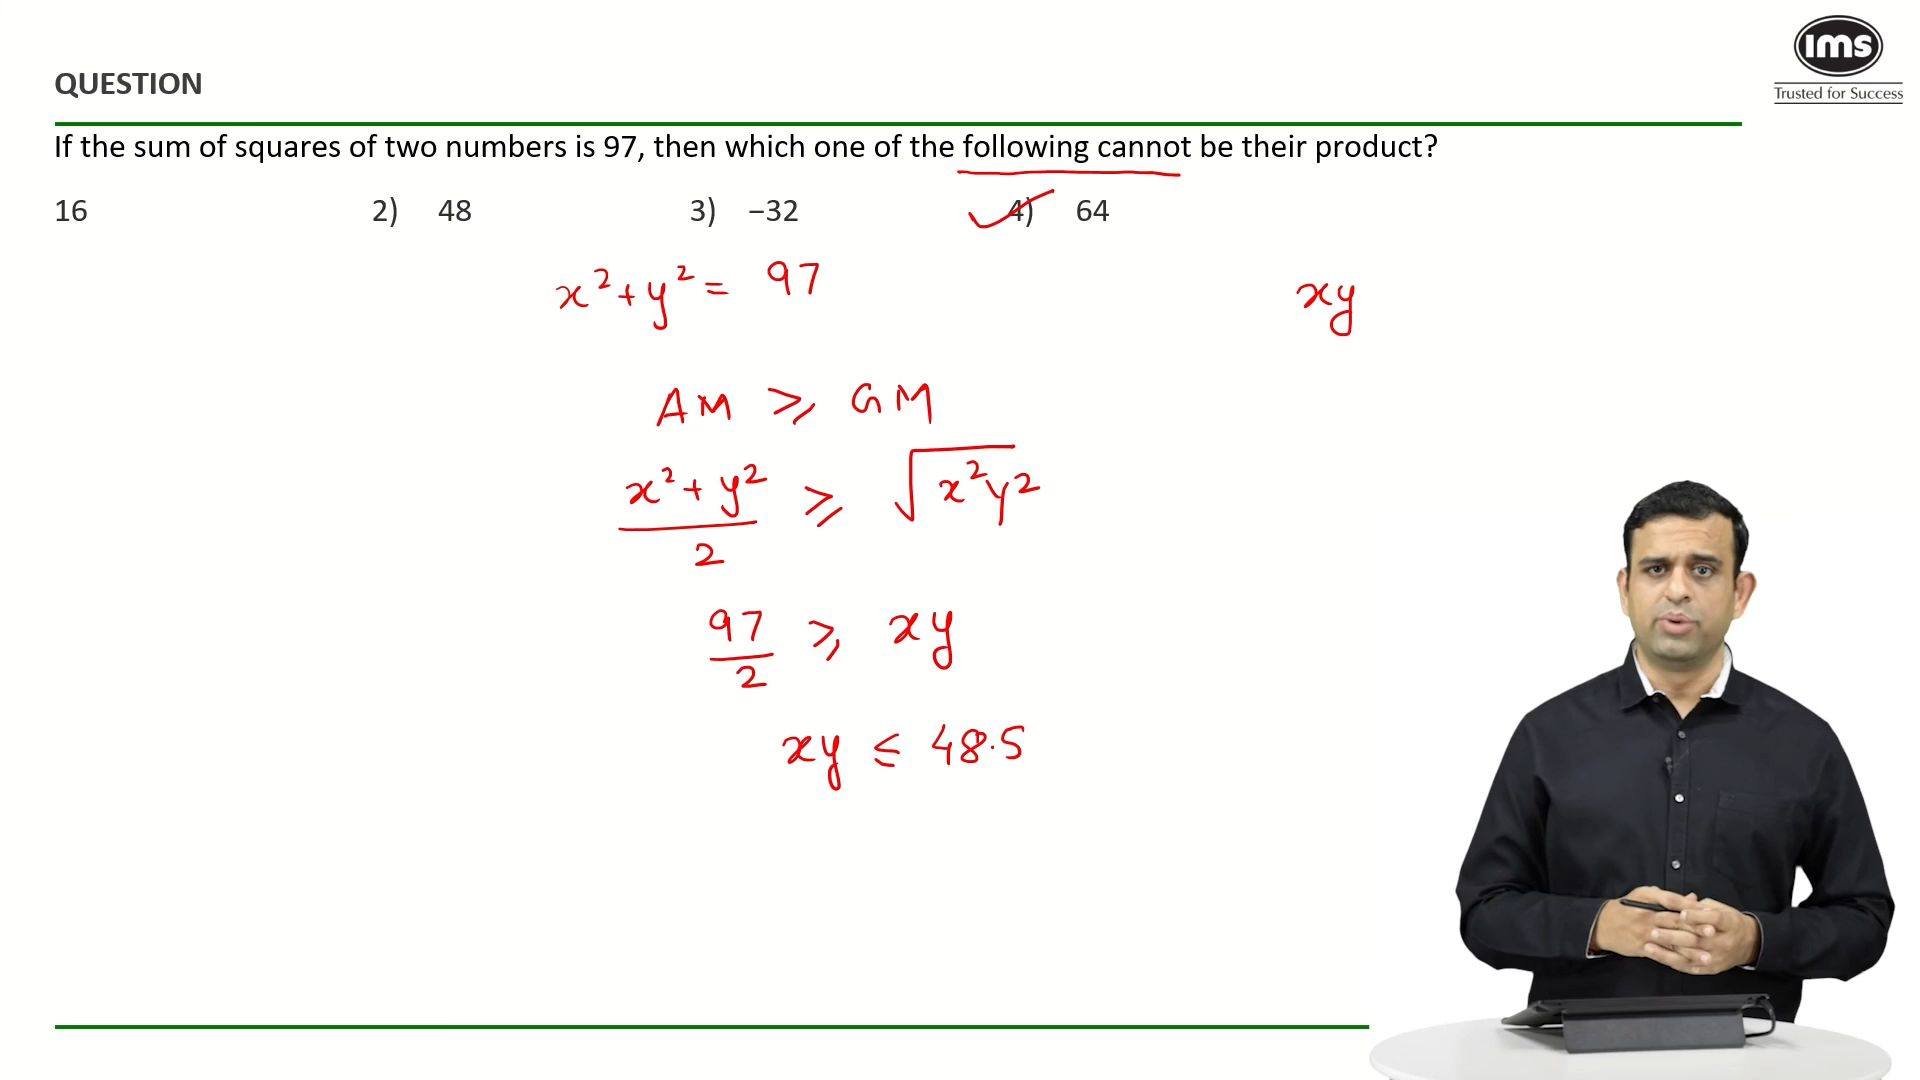 ims
Trusted for Success
QUESTION
If the sum of squares of two numbers is 97, then which one of the following cannot be their product?
16 2) 48 3) −32 4) 64
x² + y² = 97
xy
AM ≥ GM
x² + y² / 2 ≥ √x²y²
97 / 2 ≥ xy
xy ≤ 48.5